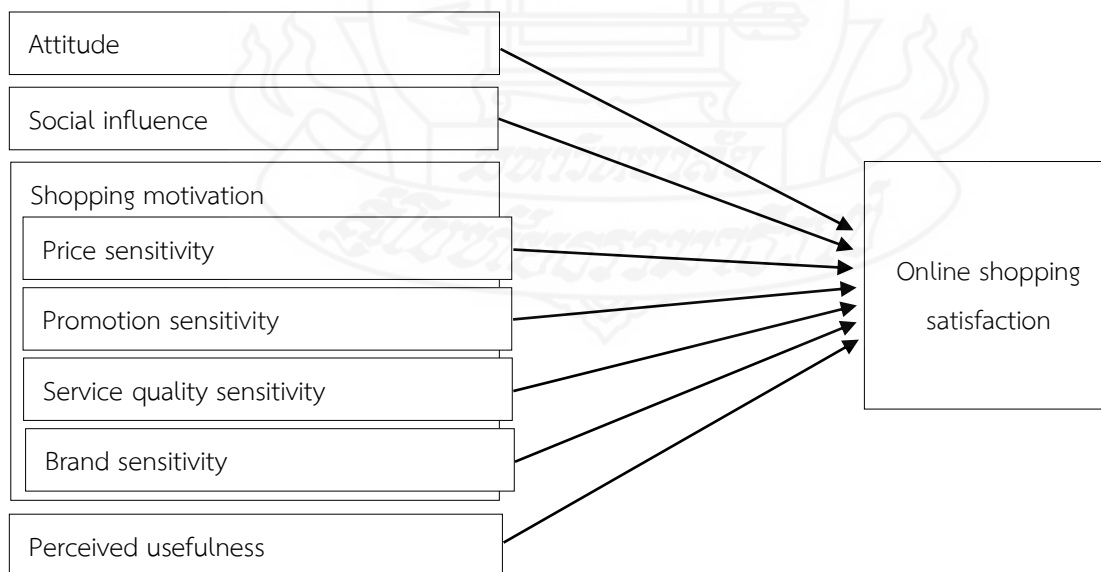 Attitude
Social influence
Shopping motivation
Price sensitivity
Promotion sensitivity
Service quality sensitivity
Brand sensitivity
Perceived usefulness
Online shopping
satisfaction